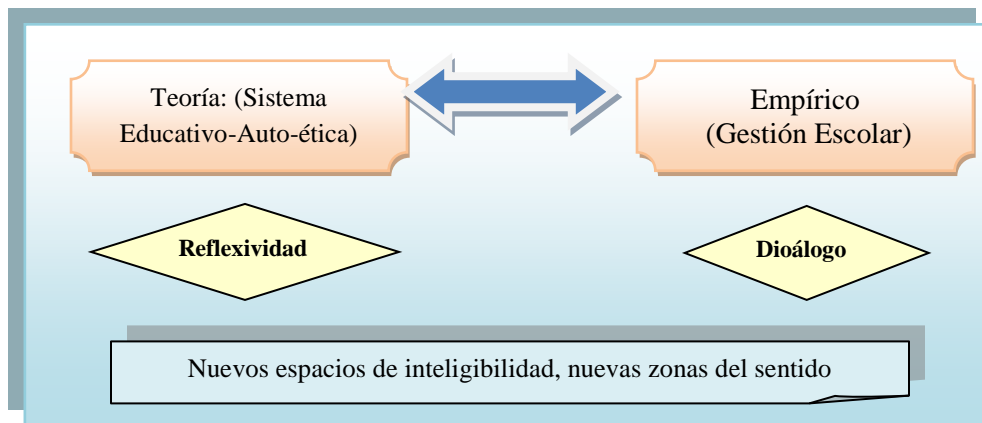 Teoría: (Sistema
Educativo-Auto-ética)
Empírico
(Gestión Escolar)
Reflexividad
Dioálogo
Nuevos espacios de inteligibilidad, nuevas zonas del sentido